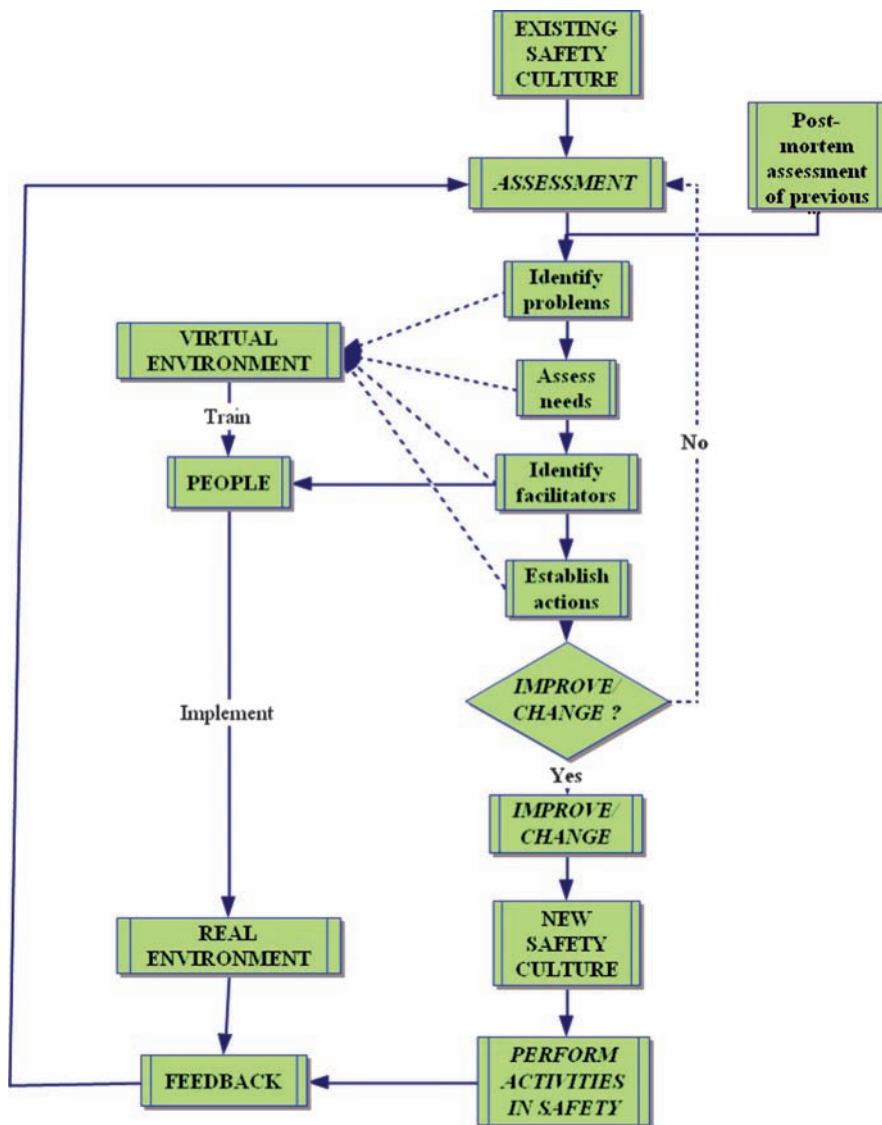 EXISTING
SAFETY
CULTURE
Post-
mortem
assessment
of previous
ASSESSMENT
Identify
problems
VIRTUAL
ENVIRONMENT
Assess
needs
Train
No
PEOPLE
Identify
facilitators
Establish
actions
IMPROVE/
CHANGE ?
Implement
Yes
IMPROVE/
CHANGE
REAL
ENVIRONMENT
NEW
SAFETY
CULTURE
FEEDBACK
PERFORM
ACTIVITIES
IN SAFETY